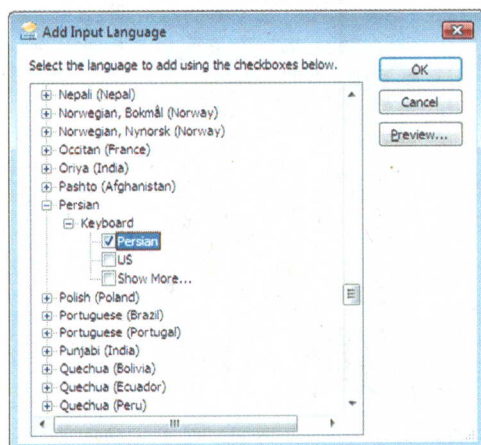 Add Input Language
Select the language to add using the checkboxes below.
OK
Cancel
Preview...
Nepali (Nepal)
Norwegian, Bokmål (Norway)
Norwegian, Nynorsk (Norway)
Occitan (France)
Oriya (India)
Pashto (Afghanistan)
Persian
Keyboard
Persian
US
Show More...
Polish (Poland)
Portuguese (Brazil)
Portuguese (Portugal)
Punjabi (India)
Quechua (Bolivia)
Quechua (Ecuador)
Quechua (Peru)